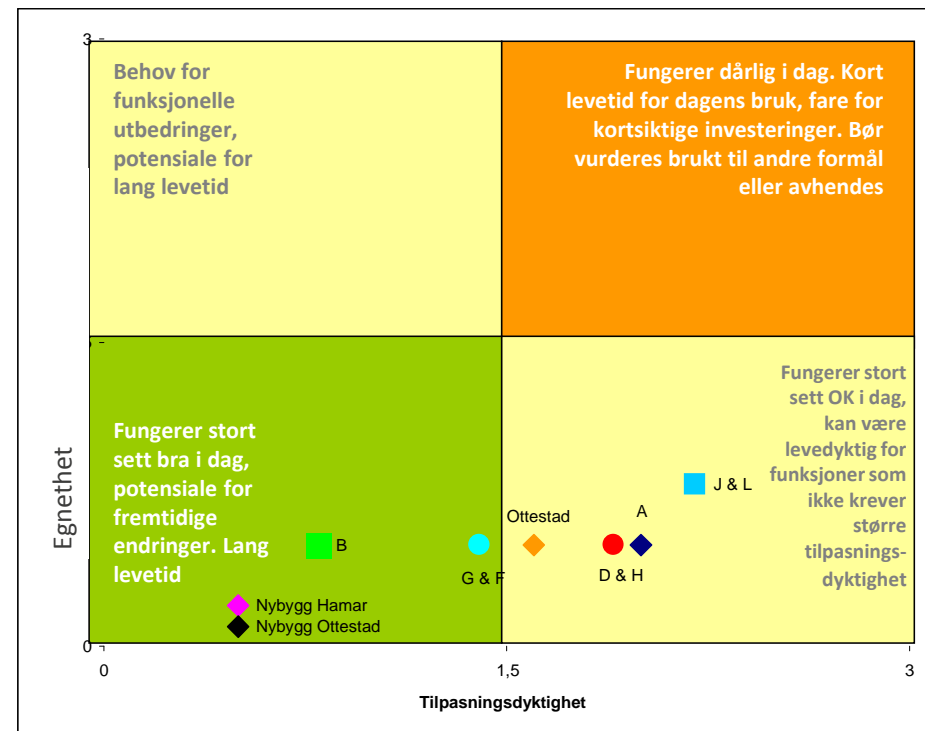 3
Behov for
funksjonelle
utbedringer,
potensiale for
lang levetid
Fungerer dårlig i dag. Kort
levetid for dagens bruk, fare for
kortsiktige investeringer. Bør
vurderes brukt til andre formål
eller avhendes
Egnethet
Fungerer stort
sett bra i dag,
potensiale for
fremtidige
endringer. Lang
levetid
Fungerer stort
sett OK i dag,
kan være
levedyktig for
funksjoner som
ikke krever
større
tilpasnings-
dyktighet
J & L
Ottestad
A
B
G & F
D & H
Nybygg Hamar
Nybygg Ottestad
0
0
1,5
3
Tilpasningsdyktighet